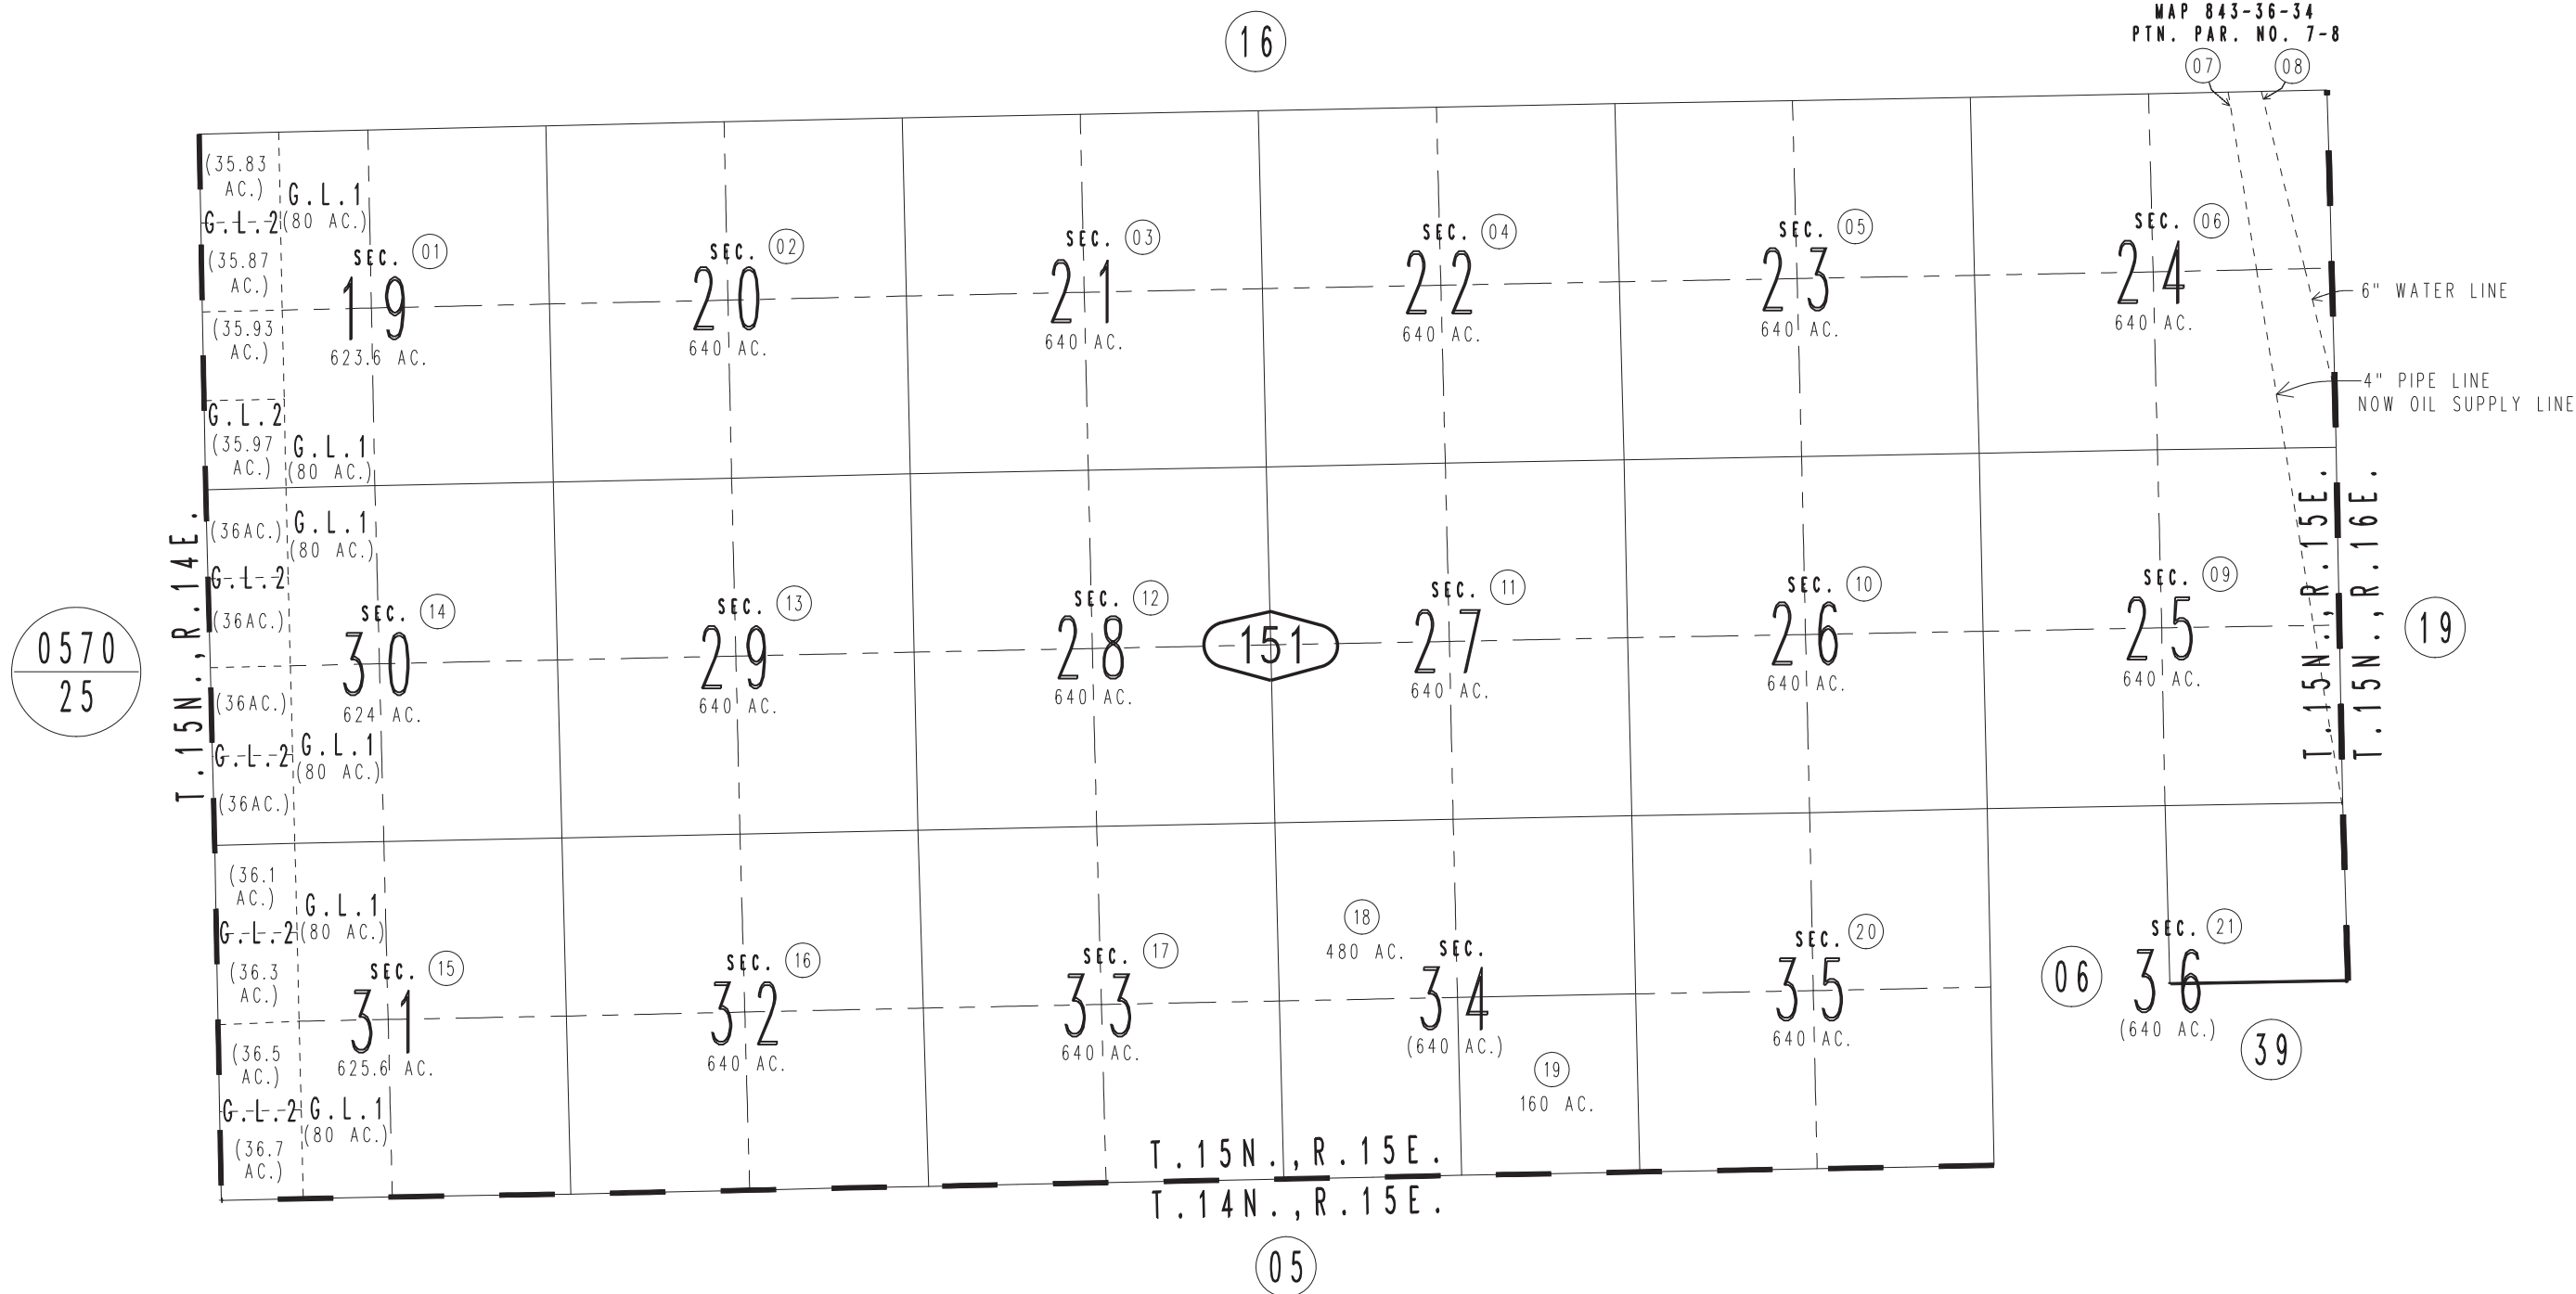 MAP 843-36-34
PTN. PAR. NO. 7-8
07 08
16
(35.83
AC.)
G.L.2
(35.87
AC.)
(35.93
AC.)
G.L.2
(35.97
AC.)
G.L.1
(80 AC.)
SEC. 01
19
623.6 AC.
G.L.1
(80 AC.)
SEC. 02
20
640 AC.
SEC. 03
21
640 AC.
SEC. 04
22
640 AC.
SEC. 05
23
640 AC.
SEC. 06
24
640 AC.
6" WATER LINE
4" PIPE LINE
NOW OIL SUPPLY LINE
0570
25
T.15N.,R.14E.
(36AC.)
G.L.2
(36AC.)
(36AC.)
G.L.2
(36AC.)
G.L.1
(80 AC.)
SEC. 14
30
624 AC.
G.L.1
(80 AC.)
SEC. 13
29
640 AC.
SEC. 12
28
640 AC.
151
SEC. 11
27
640 AC.
SEC. 10
26
640 AC.
SEC. 09
25
640 AC.
T.15N.,R.15E.
T.15N.,R.16E.
19
(36.1
AC.)
G.L.2
(36.3
AC.)
(36.5
AC.)
G.L.2
(36.7
AC.)
G.L.1
(80 AC.)
SEC. 15
31
625.6 AC.
G.L.1
(80 AC.)
SEC. 16
32
640 AC.
SEC. 17
33
640 AC.
18
480 AC.
SEC.
34
(640 AC.)
19
160 AC.
SEC. 20
35
640 AC.
06
SEC. 21
36
(640 AC.)
39
T.15N.,R.15E.
T.14N.,R.15E.
05